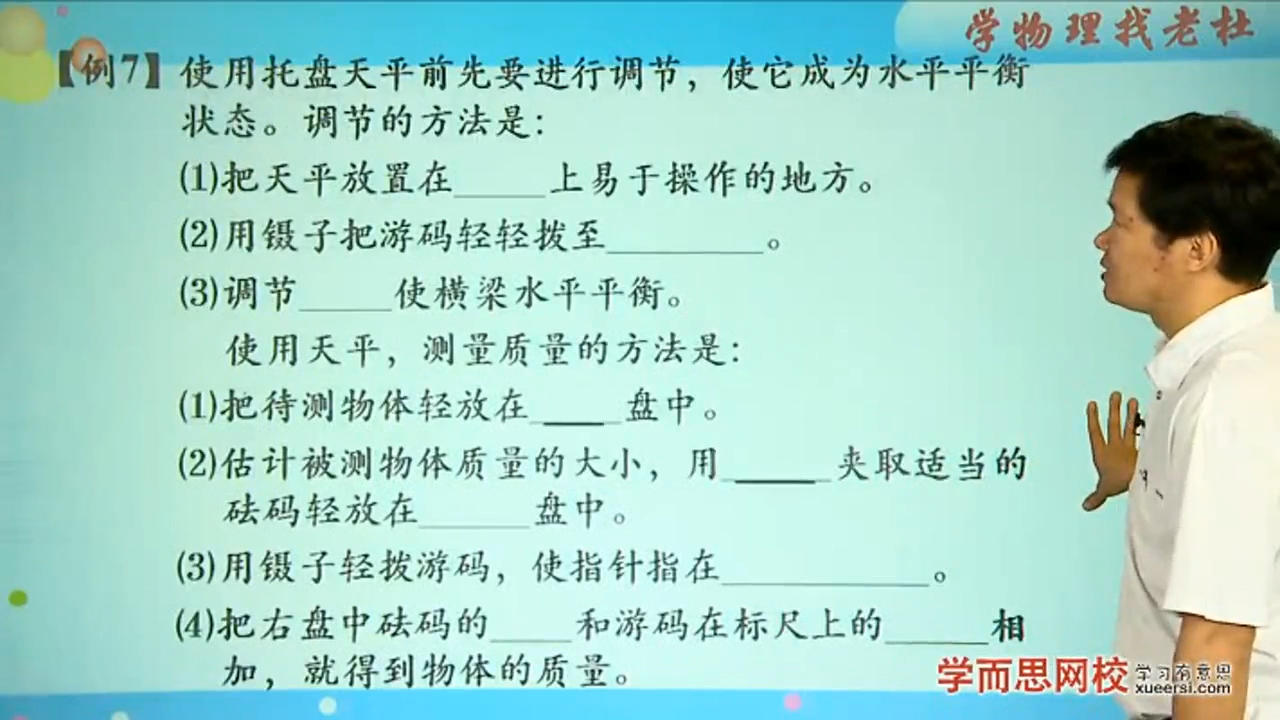 学物理找老杜
【例7】使用托盘天平前先要进行调节，使它成为水平平衡
状态。调节的方法是：
(1)把天平放置在_____上易于操作的地方。
(2)用镊子把游码轻轻拨至________。
(3)调节_____使横梁水平平衡。
使用天平，测量质量的方法是：
(1)把待测物体轻放在_____盘中。
(2)估计被测物体质量的大小，用______夹取适当的
砝码轻放在______盘中。
(3)用镊子轻拨游码，使指针指在___________。
(4)把右盘中砝码的____和游码在标尺上的_____相
加，就得到物体的质量。
学而思网校 学习有意思
xueersi.com